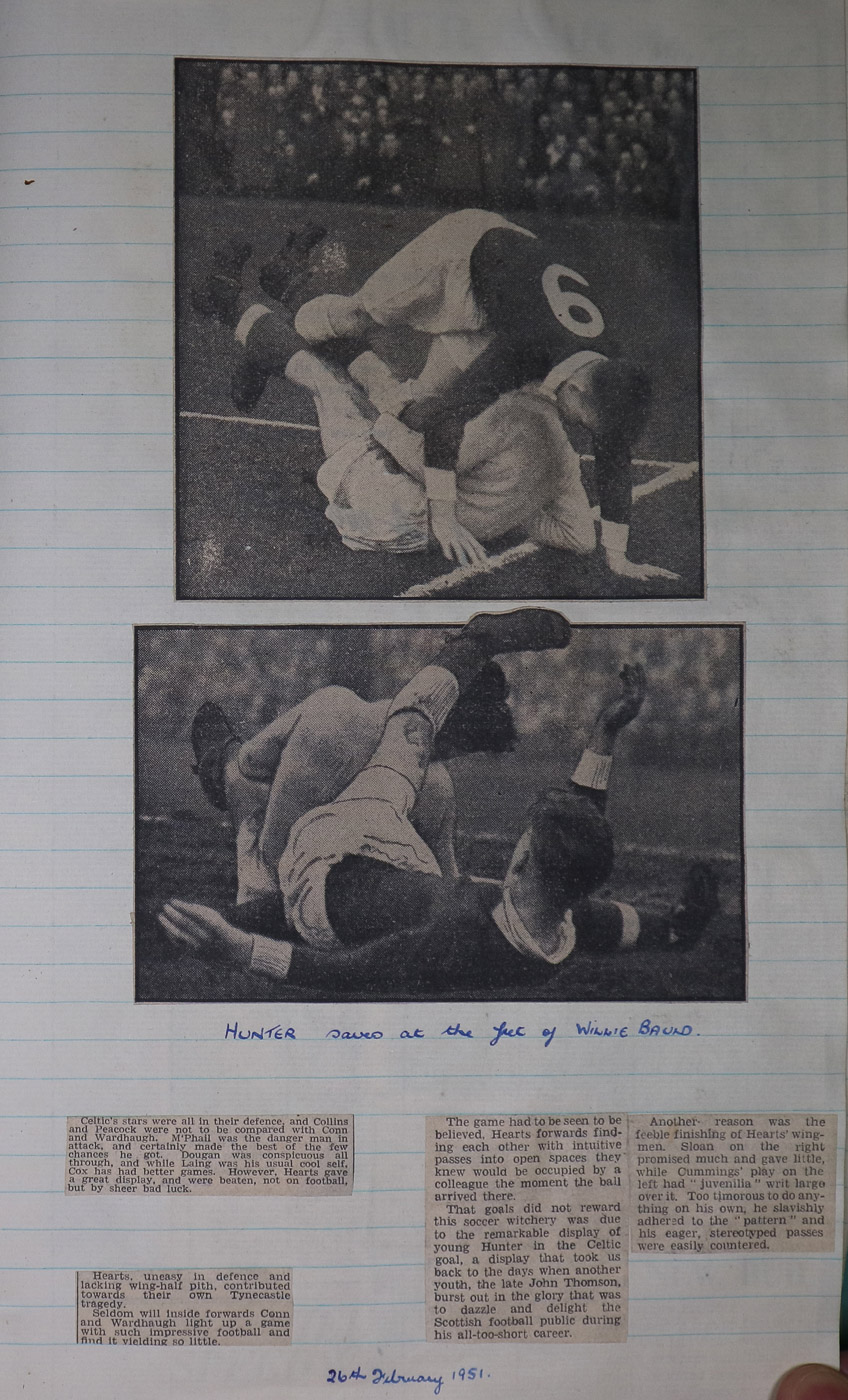 6
HUNTER saves at the feet of WINNIE BAULD.
Celtic's stars were all in their defence, and Collins
and Peacock were not to be compared with Conn
and Wardhaugh. M'Phail was the danger man in
attack, and certainly made the best of the few
chances he got. Dougan was conspicuous all
through, and while Laing was his usual cool self,
Cox has had better games. However, Hearts gave
a great display, and were beaten, not on football,
but by sheer bad luck.
Hearts, uneasy in defence and
lacking wing-half pith, contributed
towards their own Tynecastle
tragedy.
Seldom will inside forwards Conn
and Wardhaugh light up a game
with such impressive football and
find it yielding so little.
The game had to be seen to be
believed, Hearts forwards find-
ing each other with intuitive
passes into open spaces they
knew would be occupied by a
colleague the moment the ball
arrived there.
That goals did not reward
this soccer witchery was due
to the remarkable display of
young Hunter in the Celtic
goal, a display that took us
back to the days when another
youth, the late John Thomson,
burst out in the glory that was
to dazzle and delight the
Scottish football public during
his all-too-short career.
Another reason was the
feeble finishing of Hearts' wing-
men. Sloan on the right
promised much and gave little,
while Cummings' play on the
left had "juvenilia" writ large
over it. Too timorous to do any-
thing on his own, he slavishly
adhered to the "pattern" and
his eager, stereotyped passes
were easily countered.
26th February 1951.